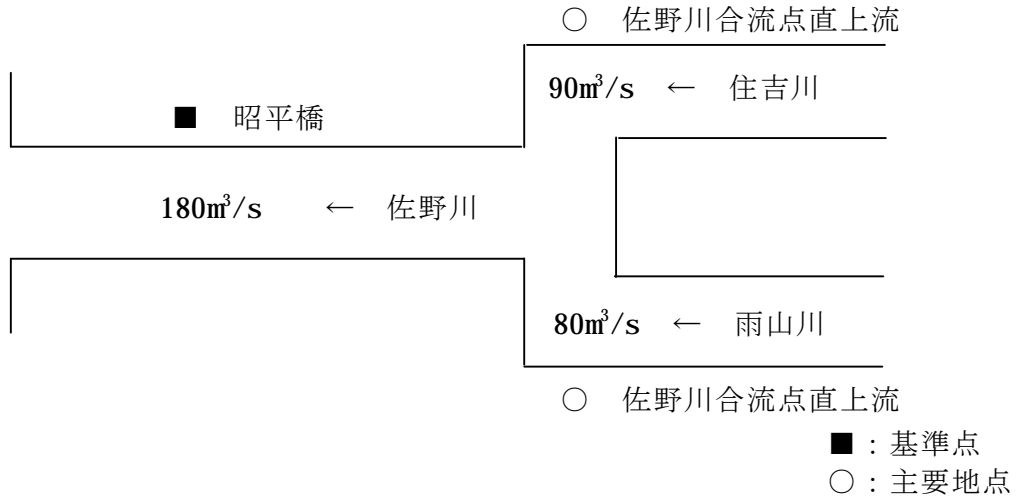 ○ 佐野川合流点直上流
90m³/s ← 住吉川
■ 昭平橋
180m³/s ← 佐野川
80m³/s ← 雨山川
○ 佐野川合流点直上流
■：基準点
○：主要地点